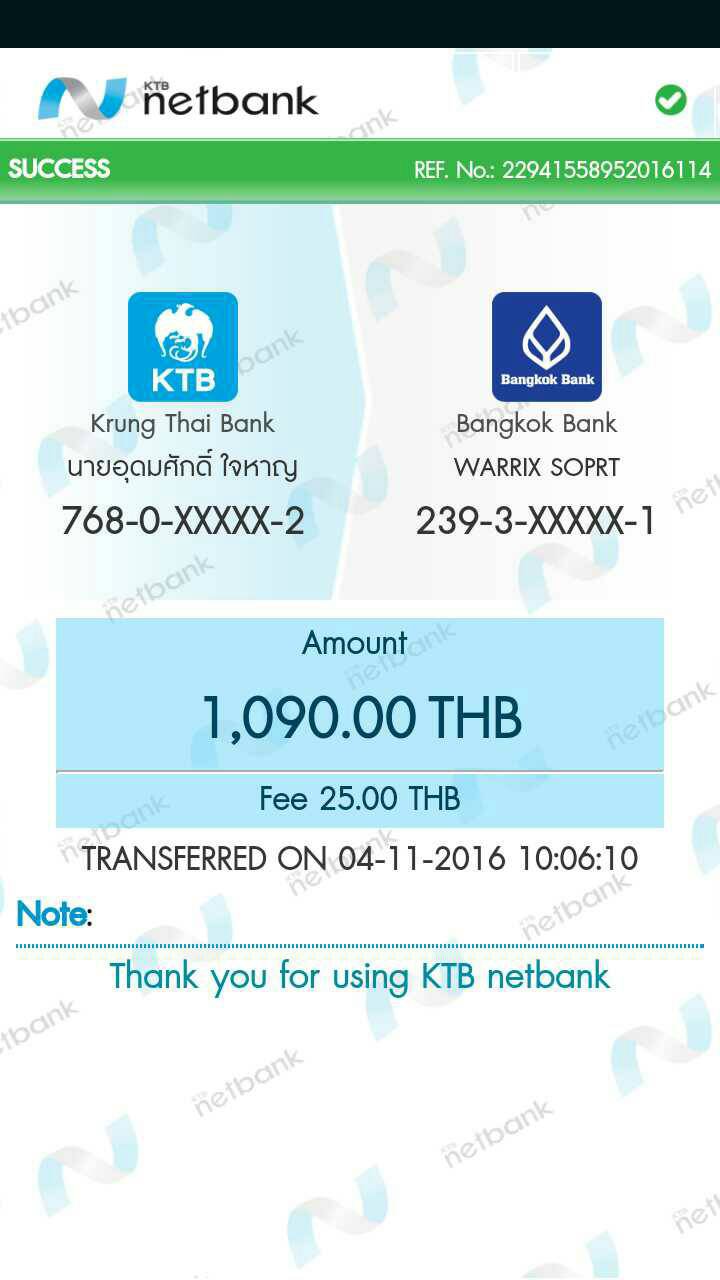 KTB
netbank
SUCCESS
REF. No.: 22941558952016114
KTB
Bangkok Bank
Krung Thai Bank
Bangkok Bank
นายอุดมศักดิ์ ใจหาญ
WARRIX SOPRT
768-0-XXXXX-2
239-3-XXXXX-1
Amount
1,090.00 THB
Fee 25.00 THB
TRANSFERRED ON 04-11-2016 10:06:10
Note:
Thank you for using KTB netbank